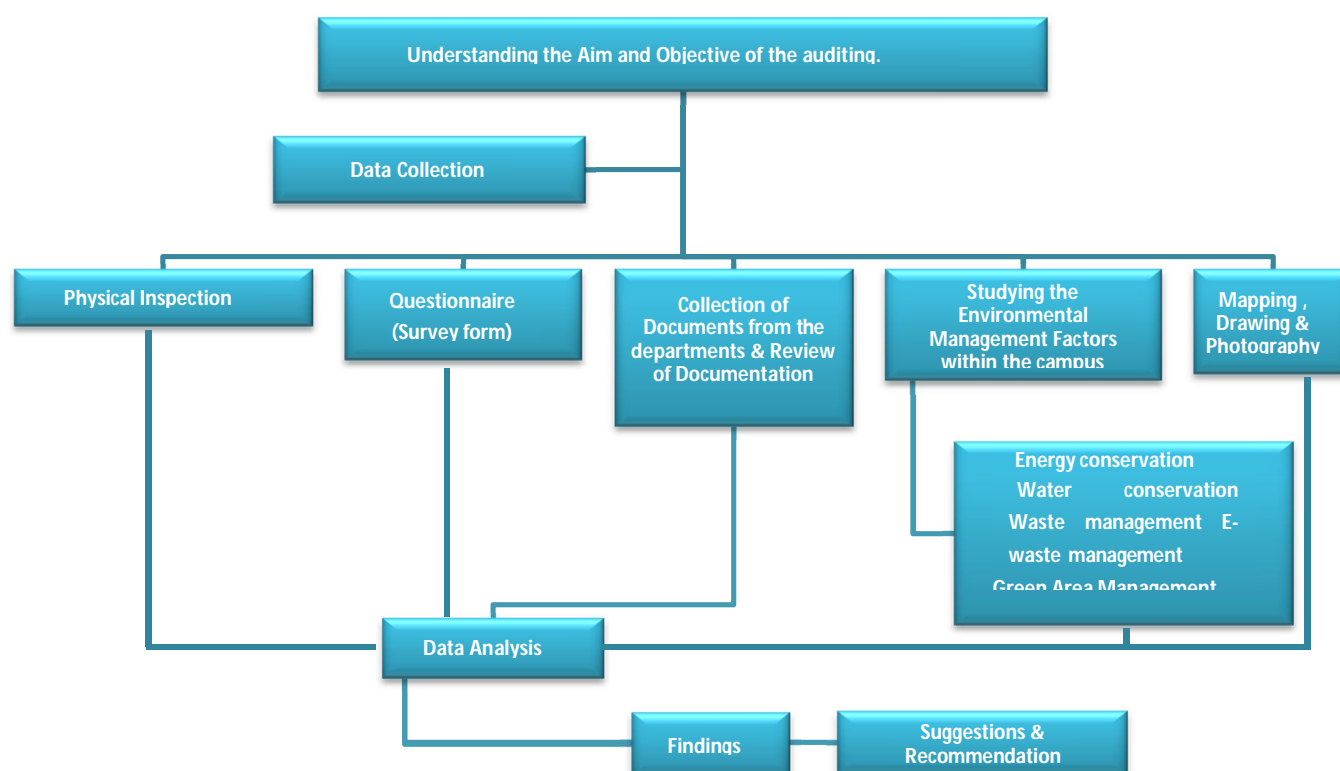 Understanding the Aim and Objective of the auditing.
Data Collection
Physical Inspection
Questionnaire
(Survey form)
Collection of
Documents from the
departments & Review
of Documentation
Studying the
Environmental
Management Factors
within the campus
Mapping ,
Drawing &
Photography
Energy conservation
Water conservation
Waste management E-
waste management
Green Area Management
Data Analysis
Findings
Suggestions &
Recommendation